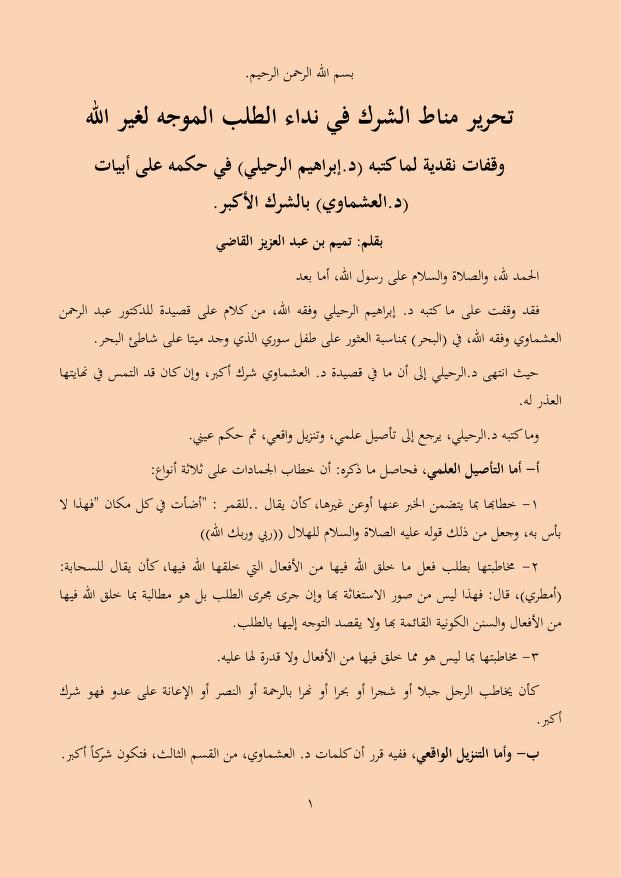 بسم الله الرحمن الرحيم.
تحرير مناط الشرك في نداء الطلب الموجه لغير الله
وقفات نقدية لما كتبه (د.إبراهيم الرحيلي) في حكمه على أبيات
(د.العشماوي) بالشرك الأكبر.
بقلم: تميم بن عبد العزيز القاضي
الحمد لله، والصلاة والسلام على رسول الله، أما بعد
فقد وقفت على ما كتبه د. إبراهيم الرحيلي وفقه الله، من كلام على قصيدة للدكتور عبد الرحمن
العشماوي وفقه الله، في (البحر) بمناسبة العثور على طفل سوري الذي وجد ميتا على شاطئ البحر.
حيث انتهى د.الرحيلي إلى أن ما في قصيدة د. العشماوي شرك أكبر، وإن كان قد التمس في نهايتها
العذر له.
وما كتبه د.الرحيلي، يرجع إلى تأصيل علمي، وتنزيل واقعي، ثم حكم عيني.
أ- أما التأصيل العلمي، فحاصل ما ذكره: أن خطاب الجمادات على ثلاثة أنواع:
١- خطابها بما يتضمن الخبر عنها أوعن غيرها، كأن يقال ..للقمر : "أضأت في كل مكان "فهذا لا
بأس به، وجعل من ذلك قوله عليه الصلاة والسلام للهلال ((ربي وربك الله))
٢- مخاطبتها بطلب فعل ما خلق الله فيها من الأفعال التي خلقها الله فيها، كأن يقال للسحابة:
(أمطري)، قال: فهذا ليس من صور الاستغاثة بها وإن جرى مجرى الطلب بل هو مطالبة بما خلق الله فيها
من الأفعال والسنن الكونية القائمة بها ولا يقصد التوجه إليها بالطلب.
٣- مخاطبتها بما ليس هو مما خلق فيها من الأفعال ولا قدرة لها عليه.
كأن يخاطب الرجل جبلا أو شجرا أو بحرا أو نهرا بالرحمة أو النصر أو الإعانة على عدو فهو شرك
أكبر.
ب- وأما التنزيل الواقعي، ففيه قرر أن كلمات د. العشماوي، من القسم الثالث، فتكون شركاً أكبر.
١